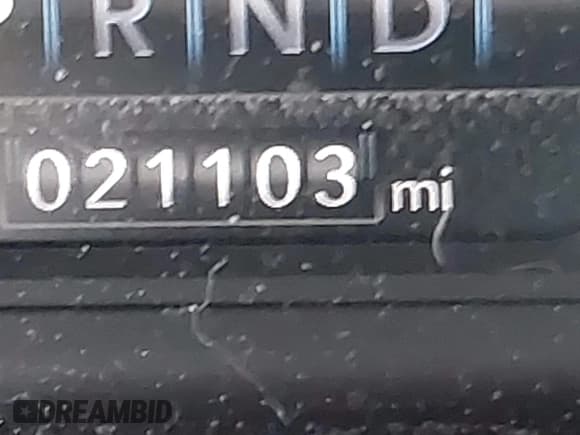 P R N D
021103 mi
DREAMBID